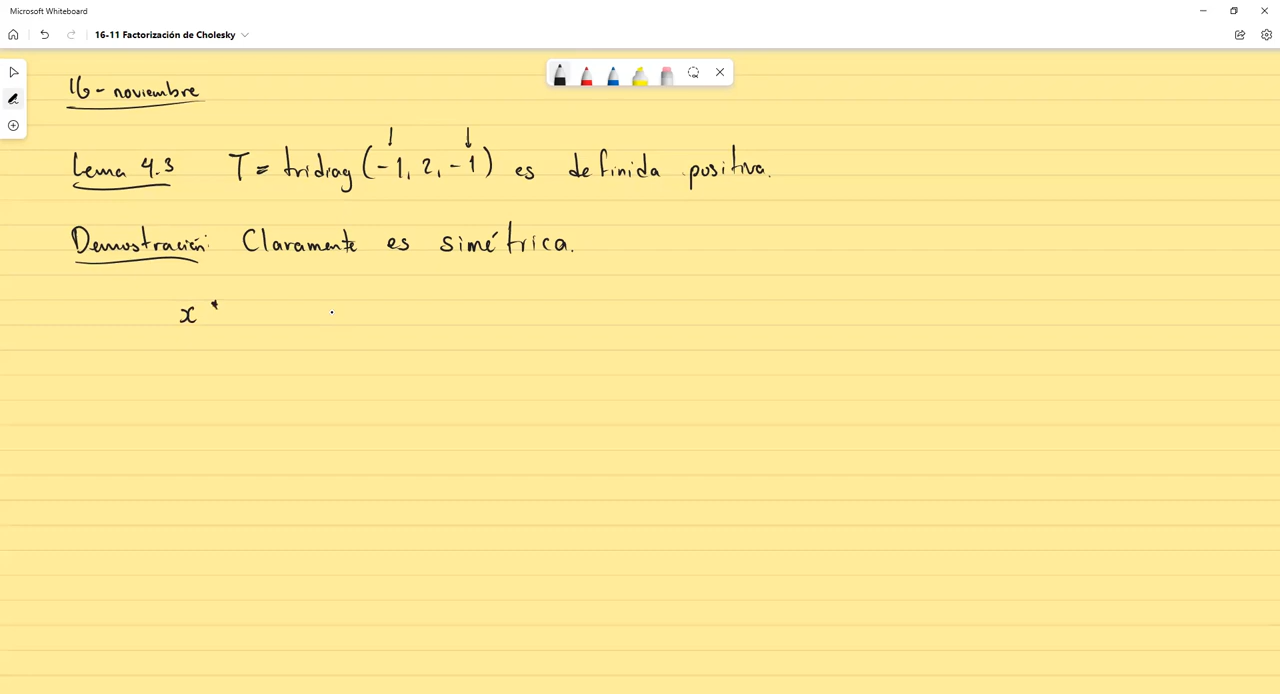 Microsoft Whiteboard
16-11 Factorización de Cholesky
16 - noviembre
Lema 4.3 T = tridiag (-1, 2, -1) es definida positiva.
Demostración: Claramente es simétrica.
x *